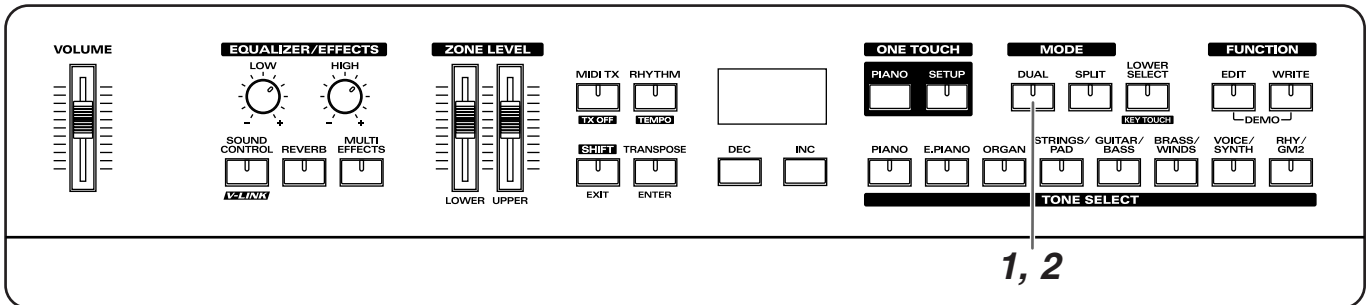 VOLUME
EQUALIZER/EFFECTS
LOW
HIGH
- +
- +
SOUND
CONTROL
REVERB
MULTI
EFFECTS
V-LINK
ZONE LEVEL
LOWER UPPER
MIDI TX
RHYTHM
TX OFF
TEMPO
SHIFT
TRANSPOSE
EXIT
ENTER
DEC
INC
ONE TOUCH
PIANO
SETUP
MODE
DUAL
SPLIT
LOWER
SELECT
KEY TOUCH
FUNCTION
EDIT
WRITE
DEMO
PIANO
E.PIANO
ORGAN
STRINGS/
PAD
GUITAR/
BASS
BRASS/
WINDS
VOICE/
SYNTH
RHY/
GM2
TONE SELECT
1, 2